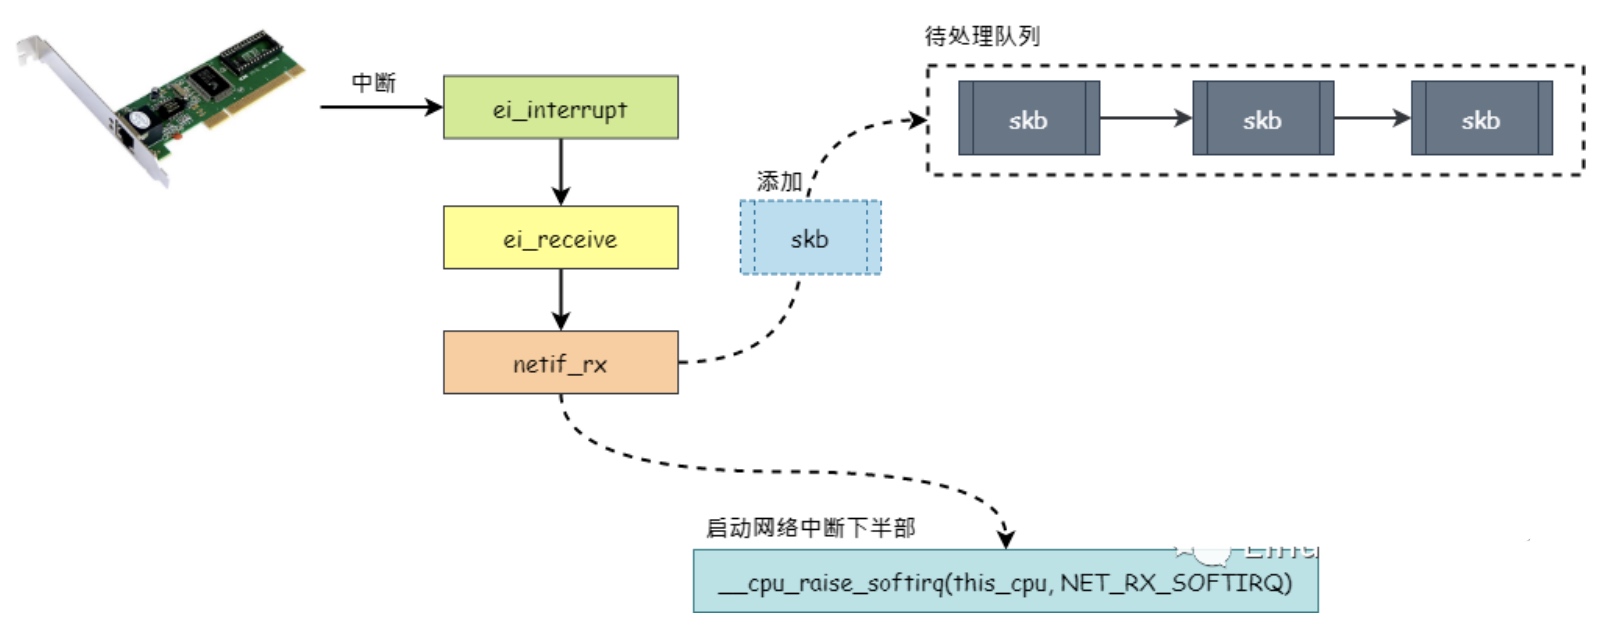 中断
ei_interrupt
ei_receive
netif_rx
添加
skb
待处理队列
skb
skb
skb
启动网络中断下半部
__cpu_raise_softirq(this_cpu, NET_RX_SOFTIRQ)